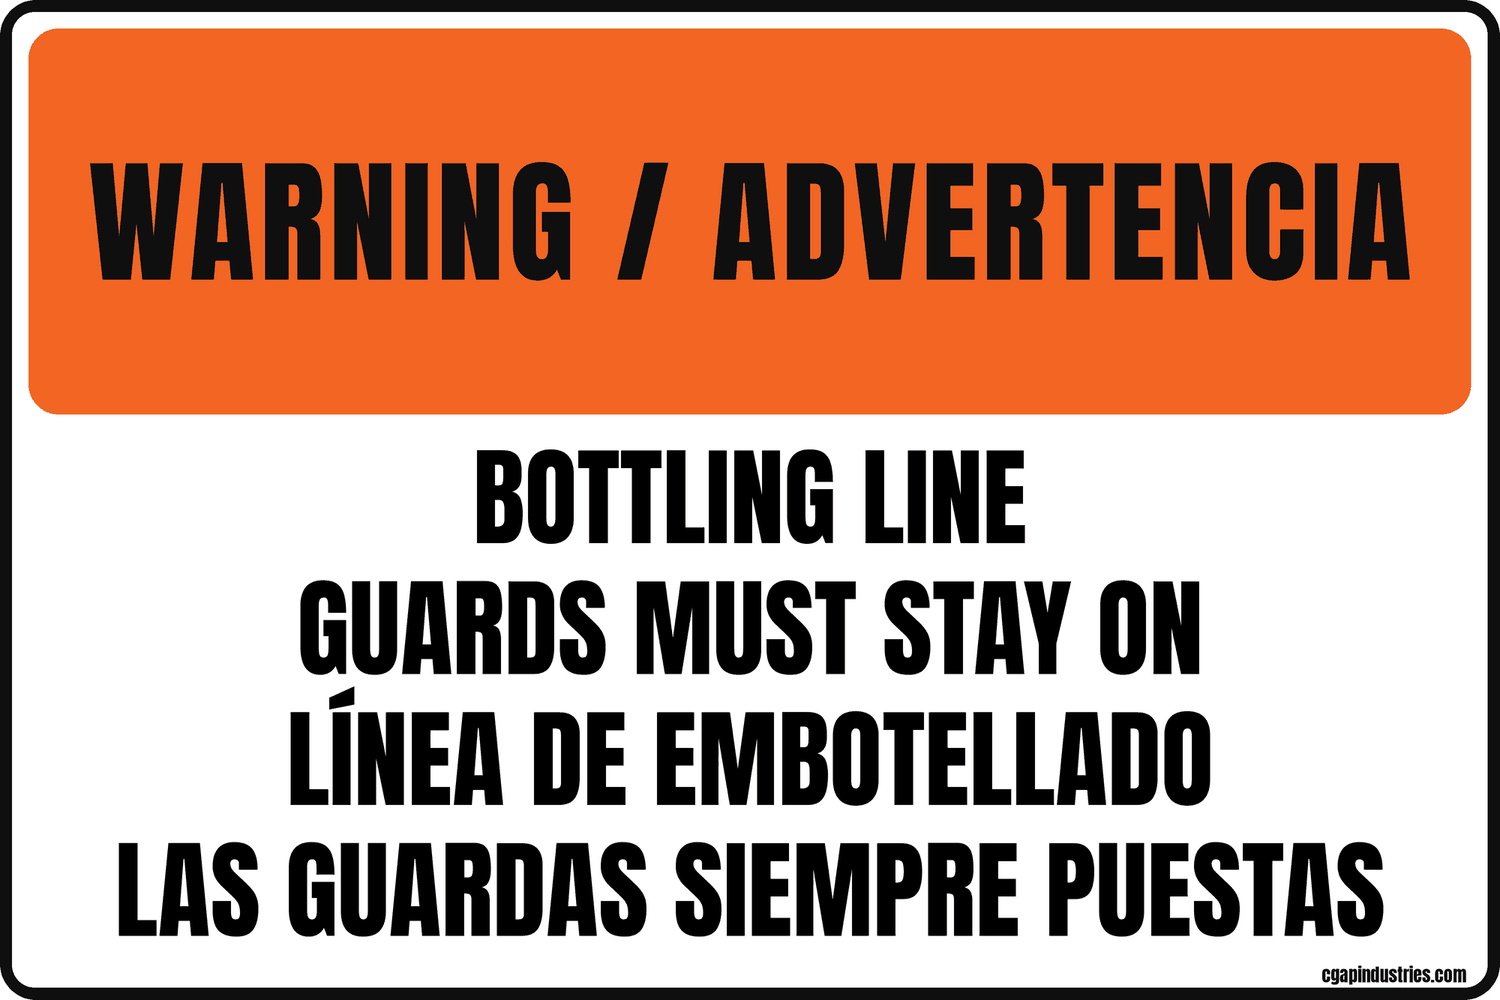 WARNING / ADVERTENCIA
BOTTLING LINE
GUARDS MUST STAY ON
LÍNEA DE EMBOTELLADO
LAS GUARDAS SIEMPRE PUESTAS
cgapindustries.com